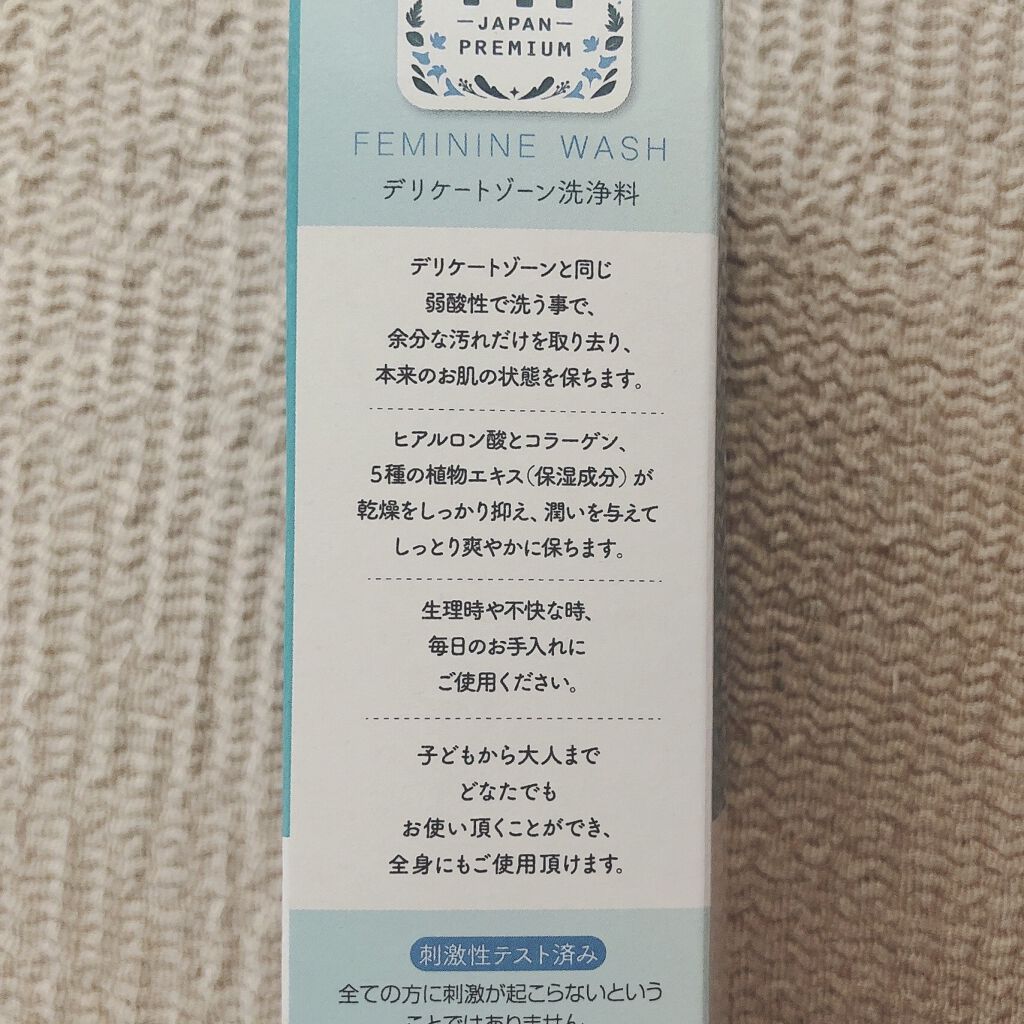 JAPAN
PREMIUM
FEMININE WASH
デリケートゾーン洗浄料
デリケートゾーンと同じ
弱酸性で洗う事で、
余分な汚れだけを取り去り、
本来のお肌の状態を保ちます。
ヒアルロン酸とコラーゲン、
5種の植物エキス(保湿成分)が
乾燥をしっかり抑え、潤いを与えて
しっとり爽やかに保ちます。
生理時や不快な時、
毎日のお手入れに
ご使用ください。
子どもから大人まで
どなたでも
お使い頂くことができ、
全身にもご使用頂けます。
刺激性テスト済み
全ての方に刺激が起こらないという
ことではありません